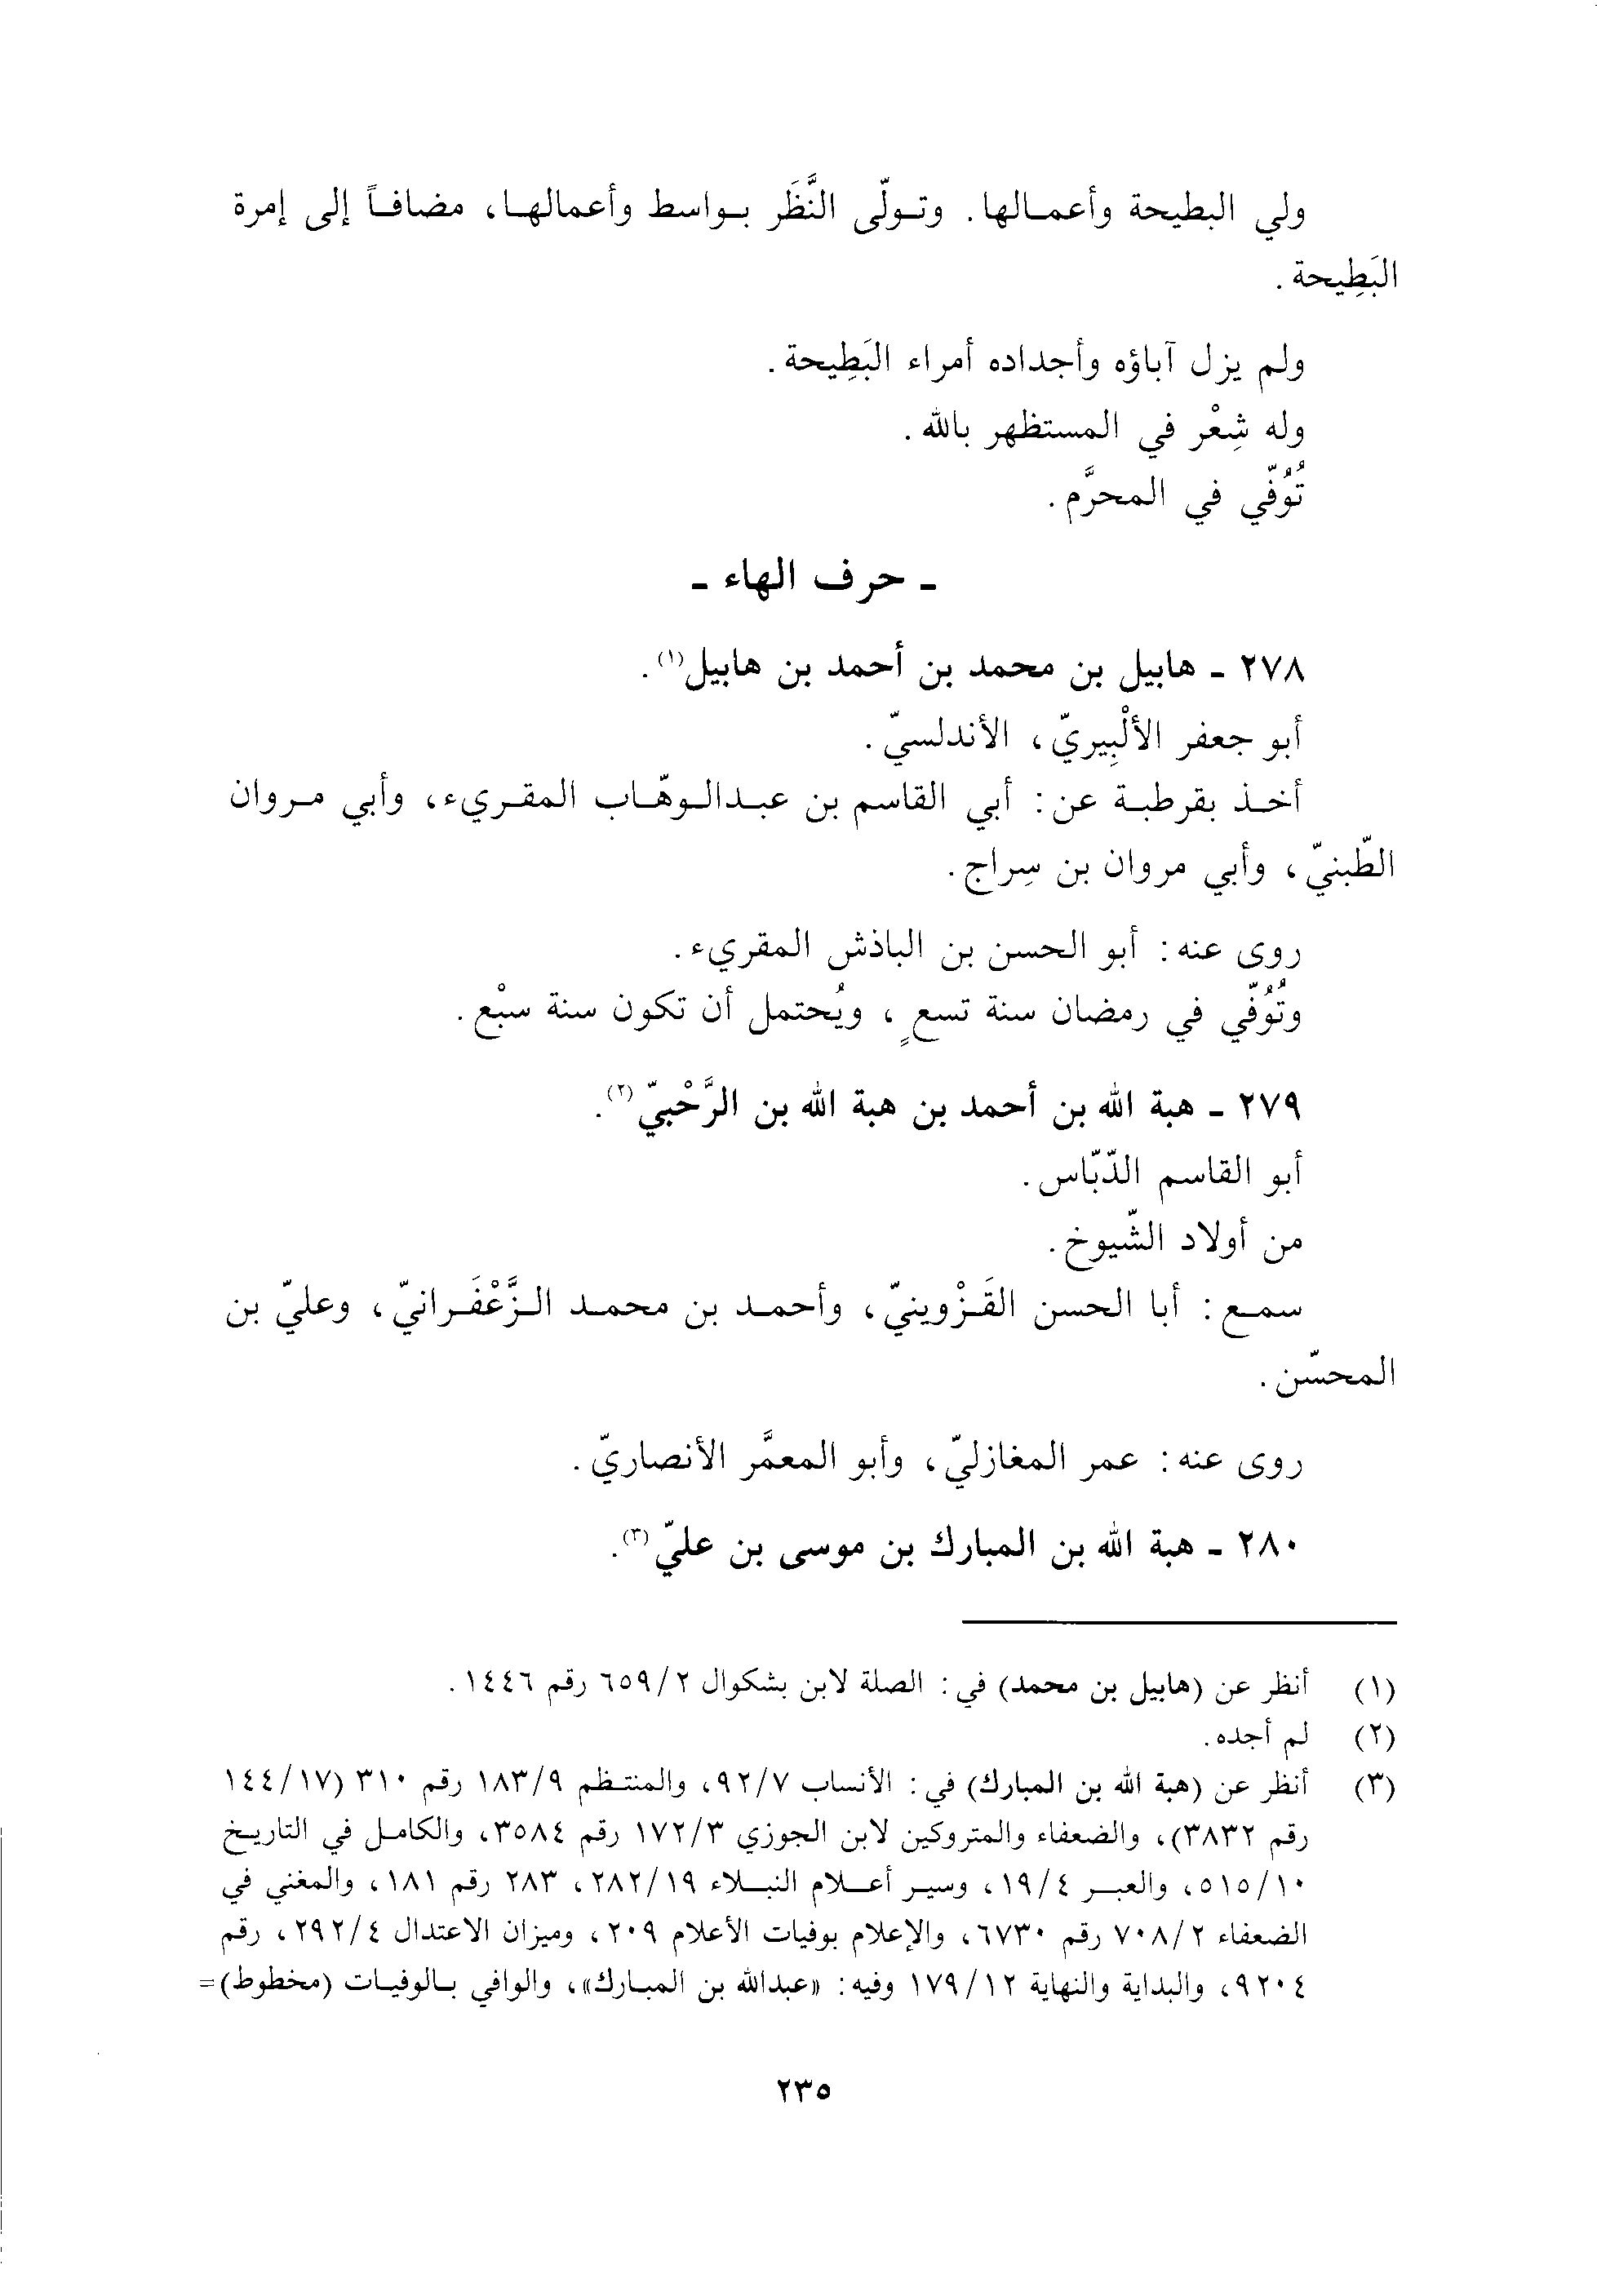 ولي البطيحة وأعمالها. وتولّى النَّظَر بواسط وأعمالها، مضافاً إلى إمرة
البَطِيحة.
ولم يزل آباؤه وأجداده أمراء البَطِيحة.
وله شِعْر في المستظهر بالله.
تُوُفّي في المحرَّم.
ـ حرف الهاء ـ
٢٧٨ ـ هابيل بن محمد بن أحمد بن هابيل(١).
أبو جعفر الألْبِيريّ، الأندلسيّ.
أخذ بقرطبة عن: أبي القاسم بن عبدالوهّاب المقريء، وأبي مروان
الطّبنيّ، وأبي مروان بن سِراج.
روى عنه: أبو الحسن بن الباذش المقريء.
وتُوُفّي في رمضان سنة تسعٍ، ويُحتمل أن تكون سنة سبْع.
٢٧٩ ـ هبة الله بن أحمد بن هبة الله بن الرَّحْبيّ(٢).
أبو القاسم الدّبّاس.
من أولاد الشّيوخ.
سمع: أبا الحسن القَزْوينيّ، وأحمد بن محمد الزَّعْفَرانيّ، وعليّ بن
المحسّن.
روى عنه: عمر المغازليّ، وأبو المعمَّر الأنصاريّ.
٢٨٠ ـ هبة الله بن المبارك بن موسى بن عليّ(٣).
(١) أنظر عن (هابيل بن محمد) في: الصلة لابن بشكوال ٦٥٩/٢ رقم ١٤٤٦.
(٢) لم أجده.
(٣) أنظر عن (هبة الله بن المبارك) في: الأنساب ٩٢/٧، والمنتظم ١٨٣/٩ رقم ٣١٠ (١٤٤/١٧
رقم ٣٨٣٢)، والضعفاء والمتروكين لابن الجوزي ١٧٢/٣ رقم ٣٥٨٤، والكامل في التاريخ
٥١٥/١٠، والعبر ١٩/٤، وسير أعلام النبلاء ٢٨٢/١٩، ٢٨٣ رقم ١٨١، والمغني في
الضعفاء ٧٠٨/٢ رقم ٦٧٣٠، والإعلام بوفيات الأعلام ٢٠٩، وميزان الاعتدال ٢٩٢/٤، رقم
٩٢٠٤، والبداية والنهاية ١٧٩/١٢ وفيه: «عبدالله بن المبارك»، والوافي بالوفيات (مخطوط)=
٢٣٥